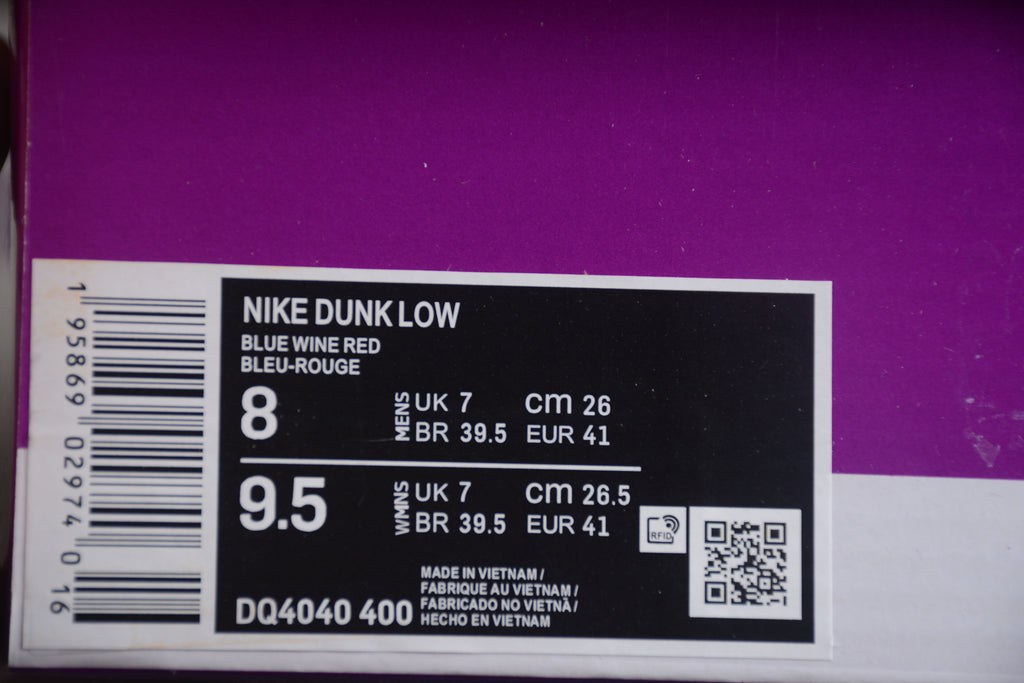 1 95869 02974 0 16
NIKE DUNK LOW
BLUE WINE RED
BLEU-ROUGE
8
MENS
UK 7 cm 26
BR 39.5 EUR 41
9.5
WMNS
UK 7 cm 26.5
BR 39.5 EUR 41
RFID
MADE IN VIETNAM /
FABRIQUE AU VIETNAM /
FABRICADO NO VIETNÃ /
HECHO EN VIETNAM
DQ4040 400